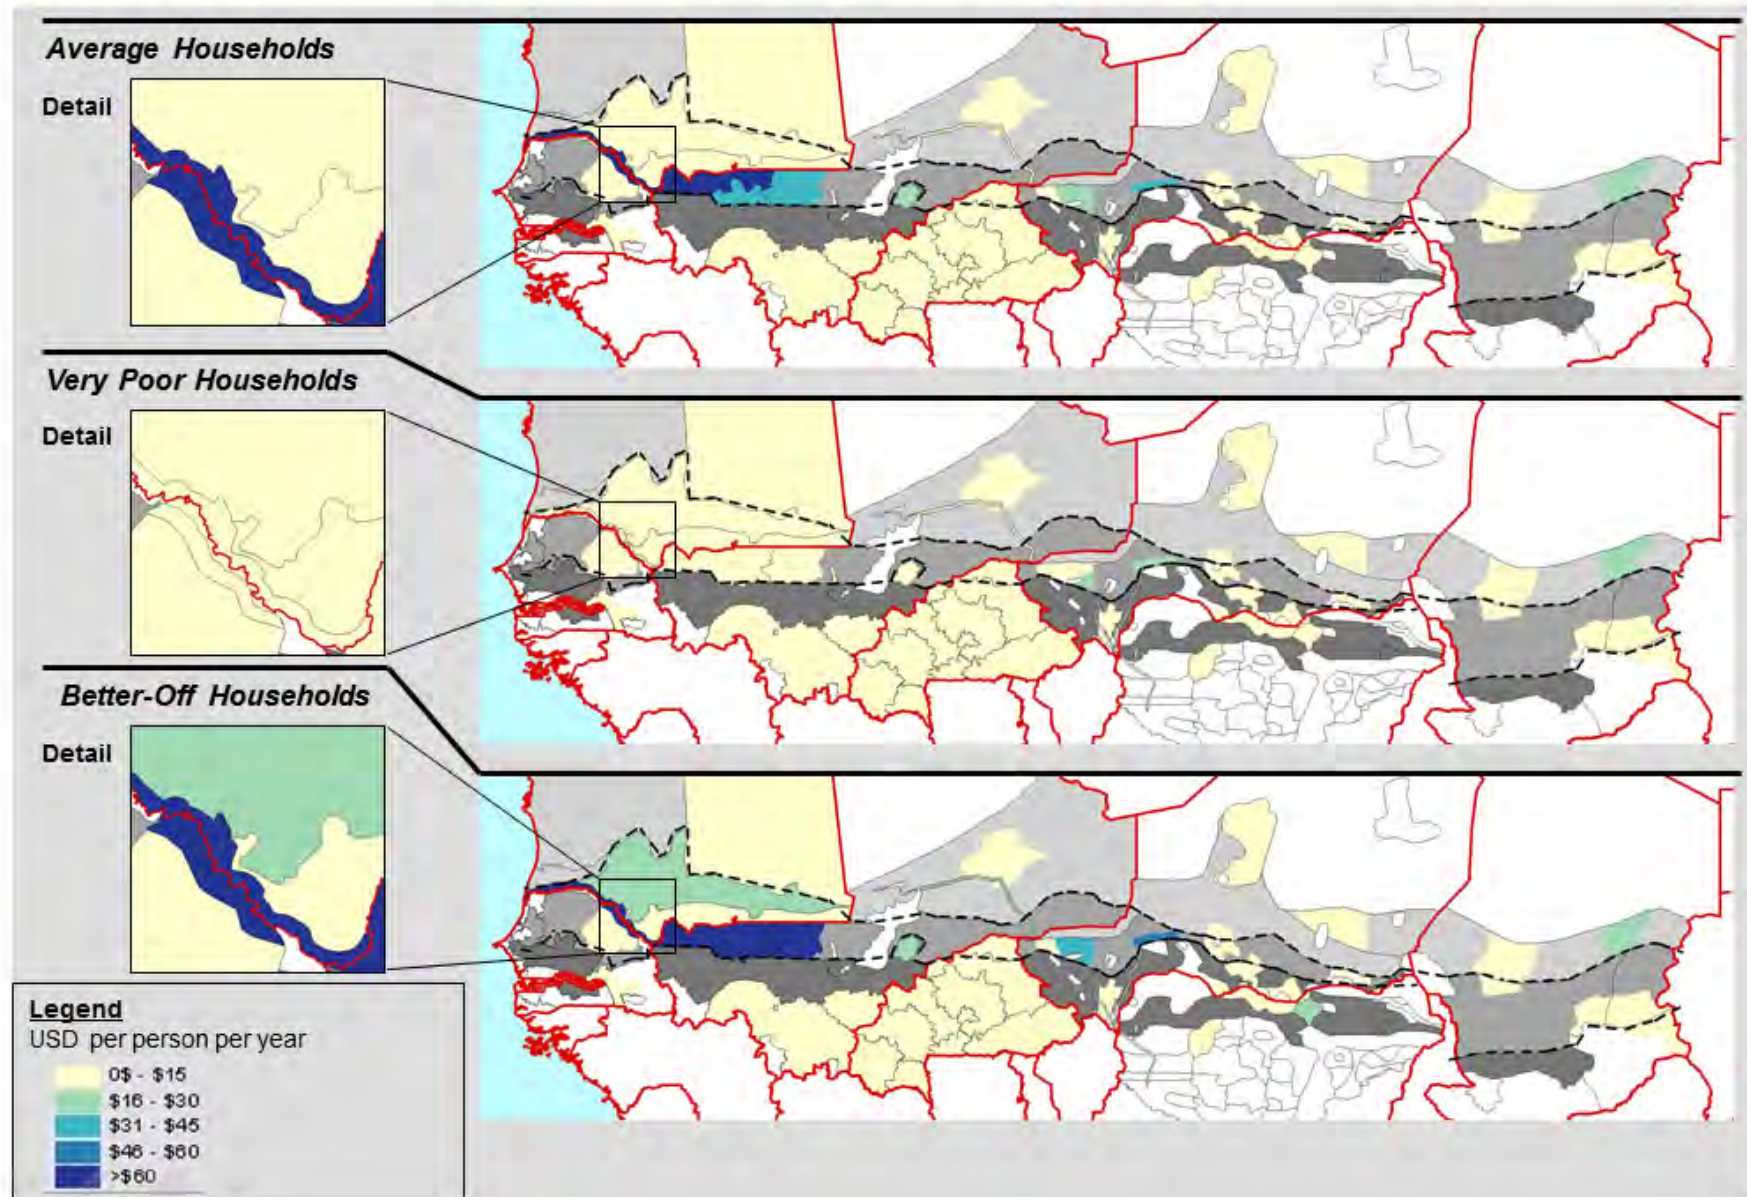 Average Households
Detail
Very Poor Households
Detail
Better-Off Households
Detail
Legend
USD per person per year
0$ - $15
$16 - $30
$31 - $45
$46 - $60
>$60